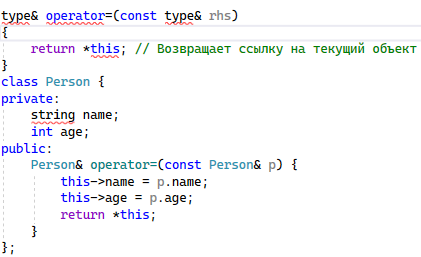 type& operator=(const type& rhs)
{
    return *this; // Возвращает ссылку на текущий объект
}
class Person {
private:
    string name;
    int age;
public:
    Person& operator=(const Person& p) {
        this->name = p.name;
        this->age = p.age;
        return *this;
    }
};